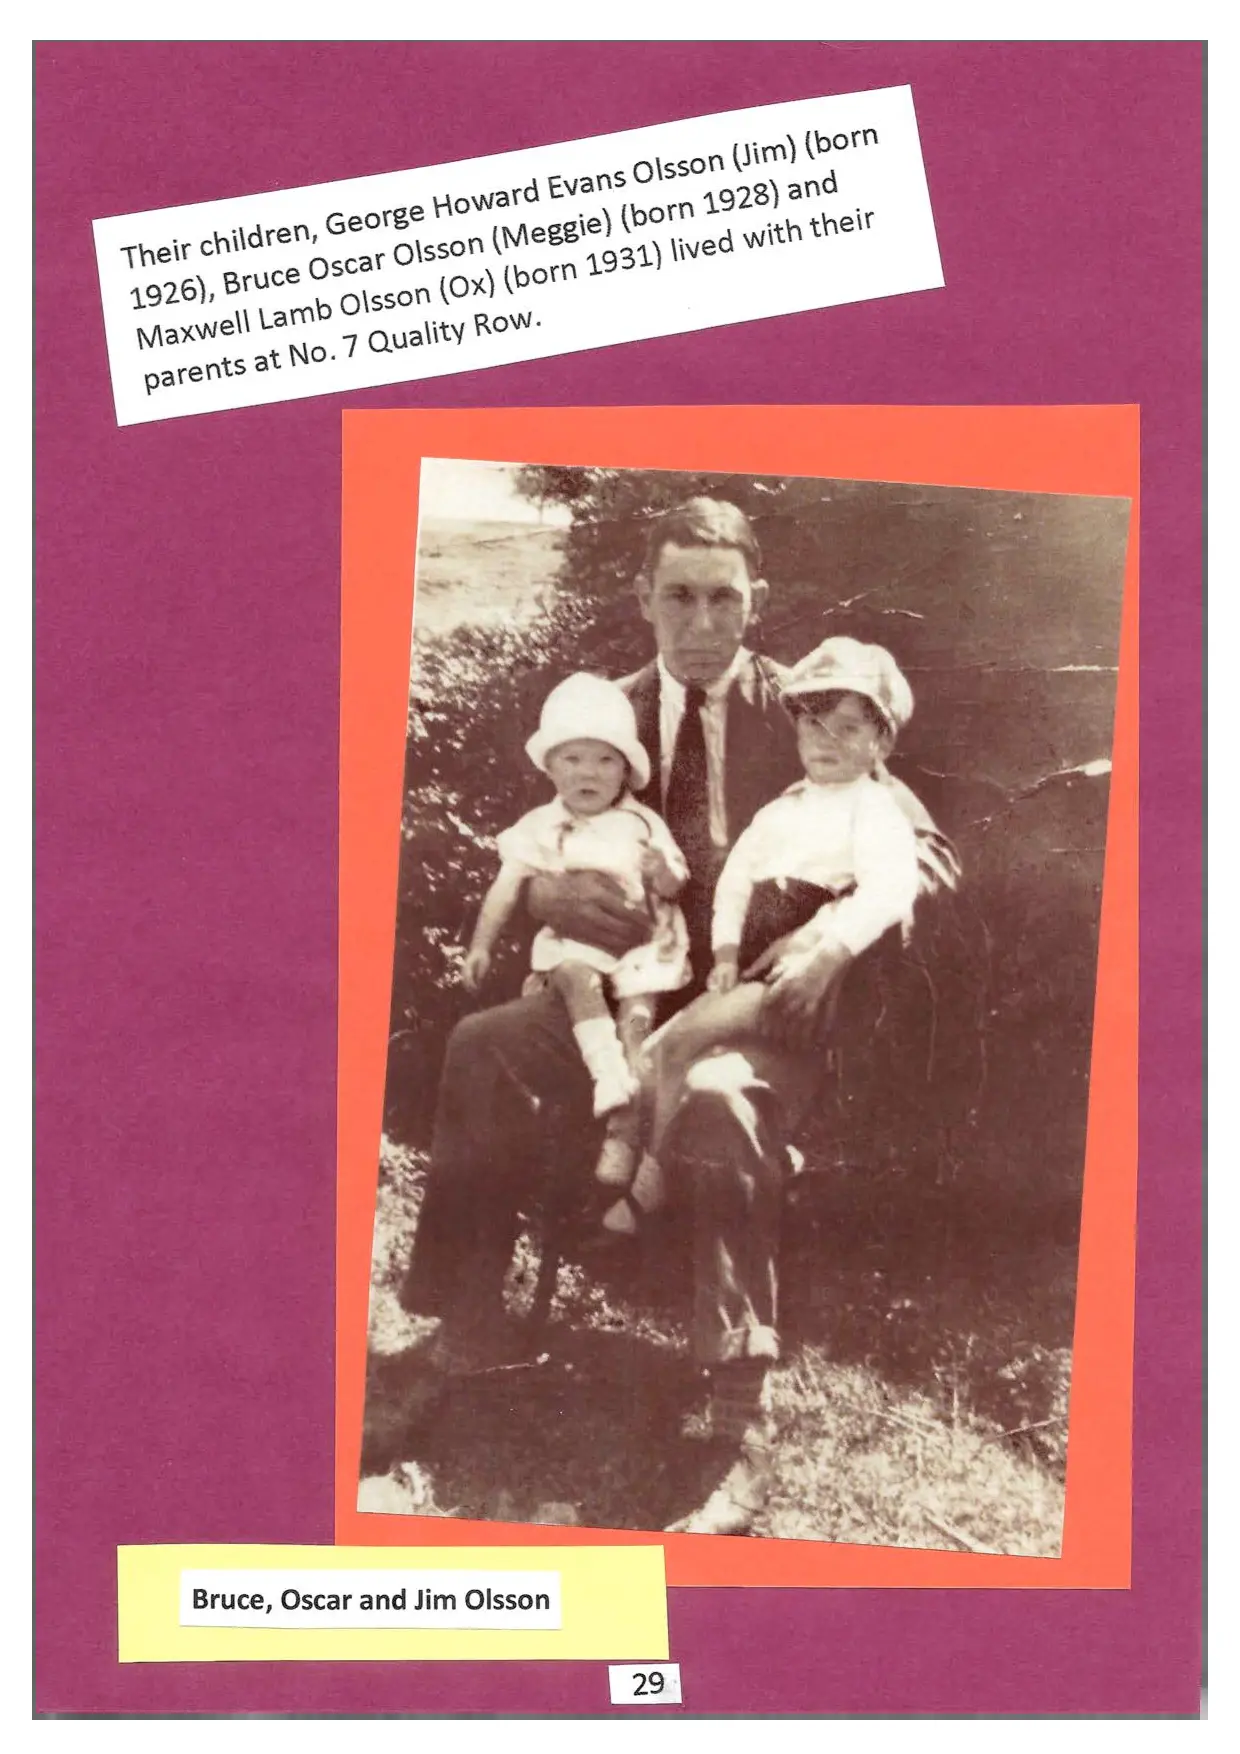 Their children, George Howard Evans Olsson (Jim) (born
1926), Bruce Oscar Olsson (Meggie) (born 1928) and
Maxwell Lamb Olsson (Ox) (born 1931) lived with their
parents at No. 7 Quality Row.
Bruce, Oscar and Jim Olsson
29